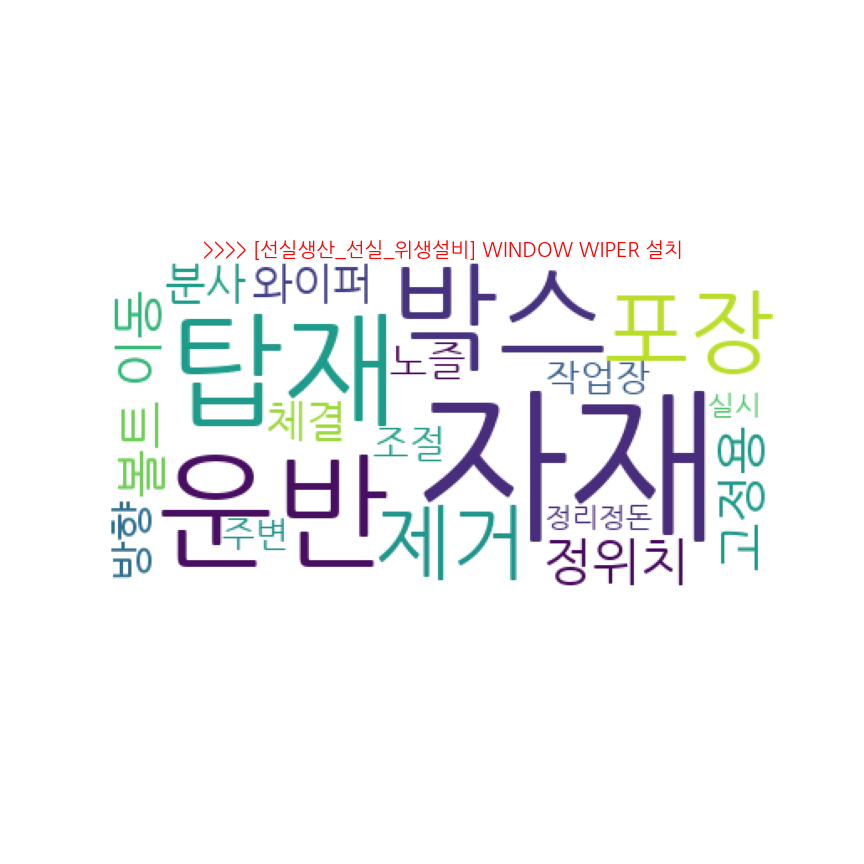 >>>> [선실생산_선실_위생설비] WINDOW WIPER 설치
분사
와이퍼
박스
포장
이동
탑재
노즐
작업장
체결
자재
실시
볼트
조절
고정용
운반
제거
정리정돈
방향
주변
정위치